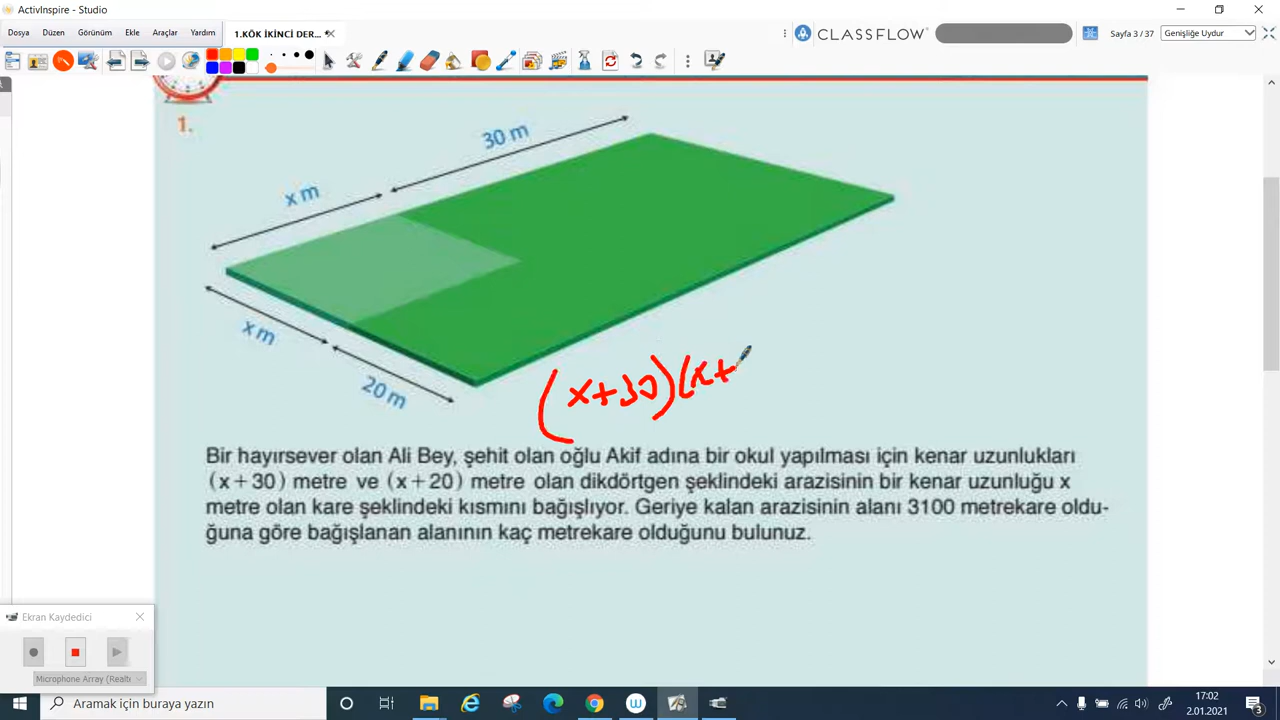 ActivInspire - Studio
Dosya Düzen Görünüm Ekle Araçlar Yardım
1.KÖK İKİNCİ DER...
CLASSFLOW
Sayfa 3 / 37
Genişliğe Uydur
1.
30 m
x m
x m
20 m
(x+30)(x+
Bir hayırsever olan Ali Bey, şehit olan oğlu Akif adına bir okul yapılması için kenar uzunlukları
(x + 30) metre ve (x + 20) metre olan dikdörtgen şeklindeki arazisinin bir kenar uzunluğu x
metre olan kare şeklindeki kısmını bağışlıyor. Geriye kalan arazisinin alanı 3100 metrekare oldu-
ğuna göre bağışlanan alanının kaç metrekare olduğunu bulunuz.
Ekran Kaydedici
Microphone Array (Realt
Aramak için buraya yazın
17:02
2.01.2021
3